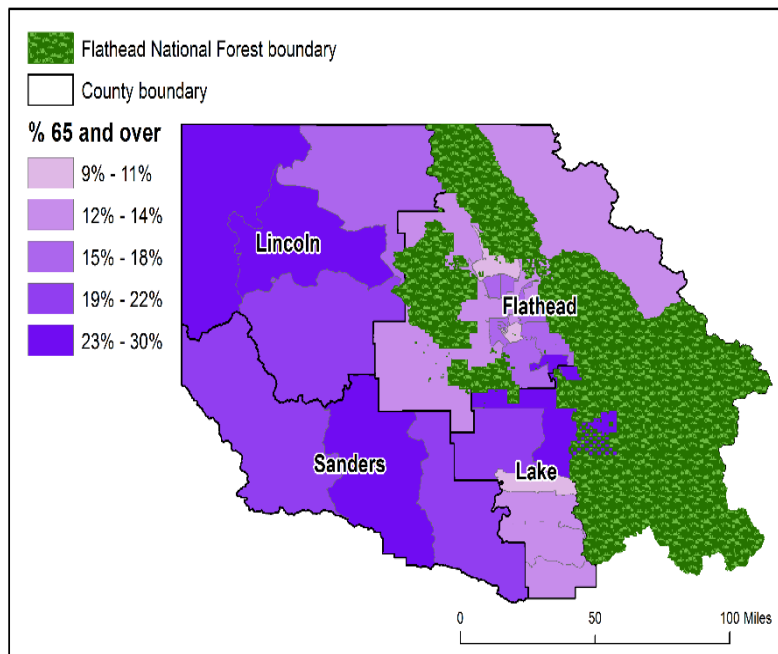 Flathead National Forest boundary
County boundary
% 65 and over
9% - 11%
12% - 14%
15% - 18%
19% - 22%
23% - 30%
Lincoln
Flathead
Sanders
Lake
0 50 100 Miles